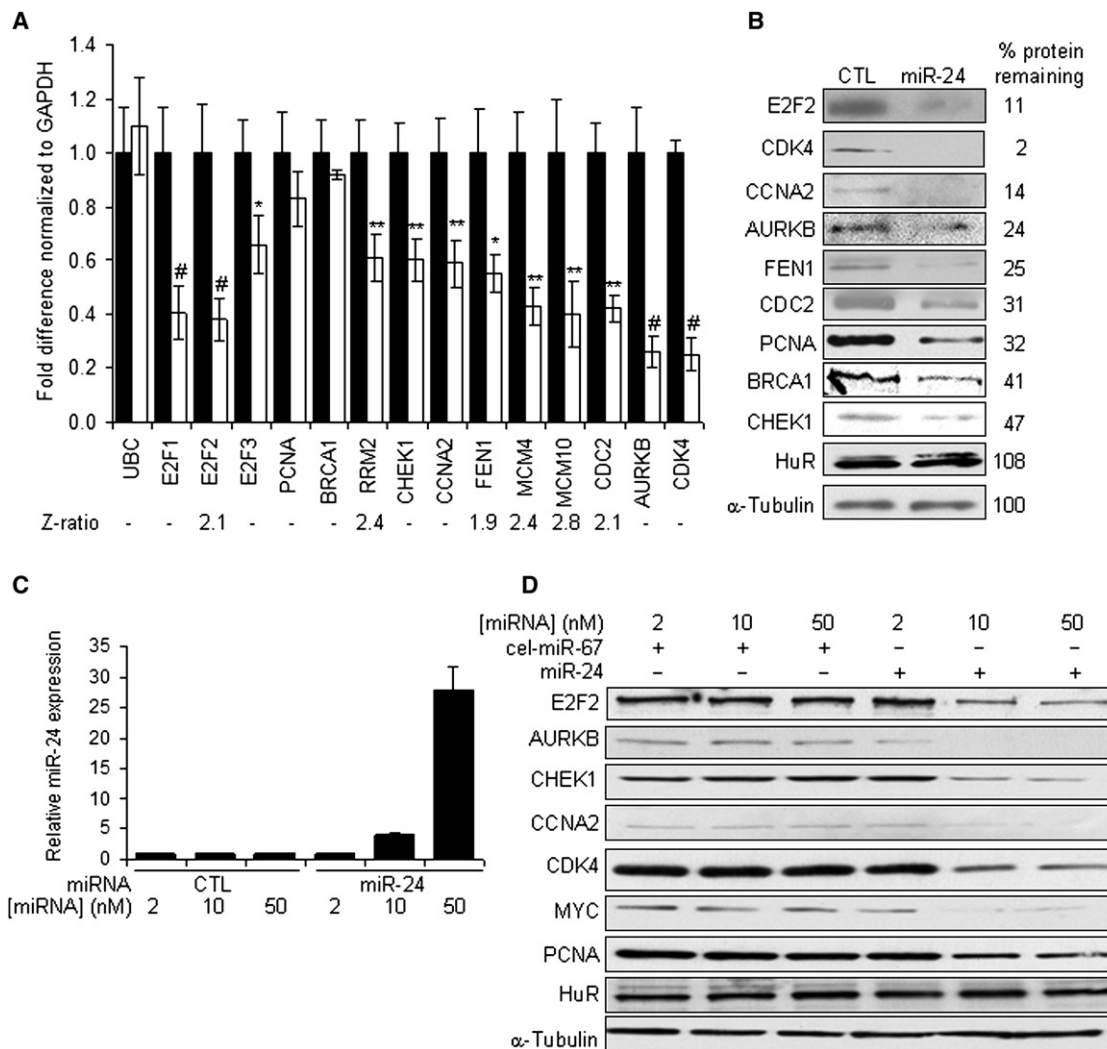 A
Fold difference normalized to GAPDH
1.4
1.2
1.0
0.8
0.6
0.4
0.2
0.0
# # * ** ** ** * ** ** ** # #
UBC E2F1 E2F2 E2F3 PCNA BRCA1 RRM2 CHEK1 CCNA2 FEN1 MCM4 MCM10 CDC2 AURKB CDK4
Z-ratio - - 2.1 - - - 2.4 - - 1.9 2.4 2.8 2.1 - -
B
% protein
CTL miR-24 remaining
E2F2 11
CDK4 2
CCNA2 14
AURKB 24
FEN1 25
CDC2 31
PCNA 32
BRCA1 41
CHEK1 47
HuR 108
α-Tubulin 100
C
Relative miR-24 expression
35
30
25
20
15
10
5
0
miRNA CTL miR-24
[miRNA] (nM) 2 10 50 2 10 50
D
[miRNA] (nM) 2 10 50 2 10 50
cel-miR-67 + + + - - -
miR-24 - - - + + +
E2F2
AURKB
CHEK1
CCNA2
CDK4
MYC
PCNA
HuR
α-Tubulin